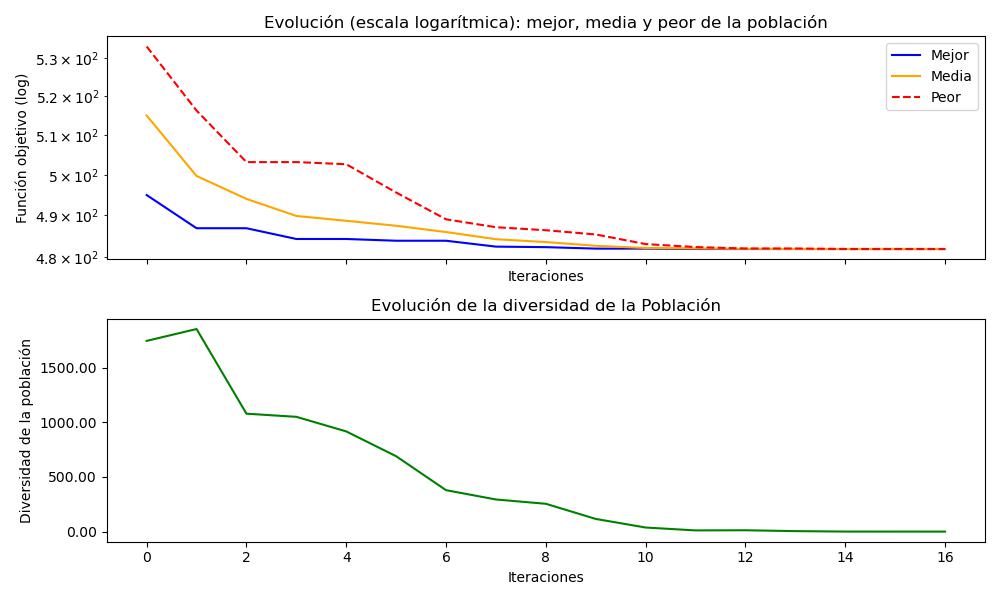 Evolución (escala logarítmica): mejor, media y peor de la población
Función objetivo (log)
5.3 × 10²
5.2 × 10²
5.1 × 10²
5 × 10²
4.9 × 10²
4.8 × 10²
Mejor
Media
Peor
Iteraciones
Evolución de la diversidad de la Población
Diversidad de la población
1500.00
1000.00
500.00
0.00
0 2 4 6 8 10 12 14 16
Iteraciones